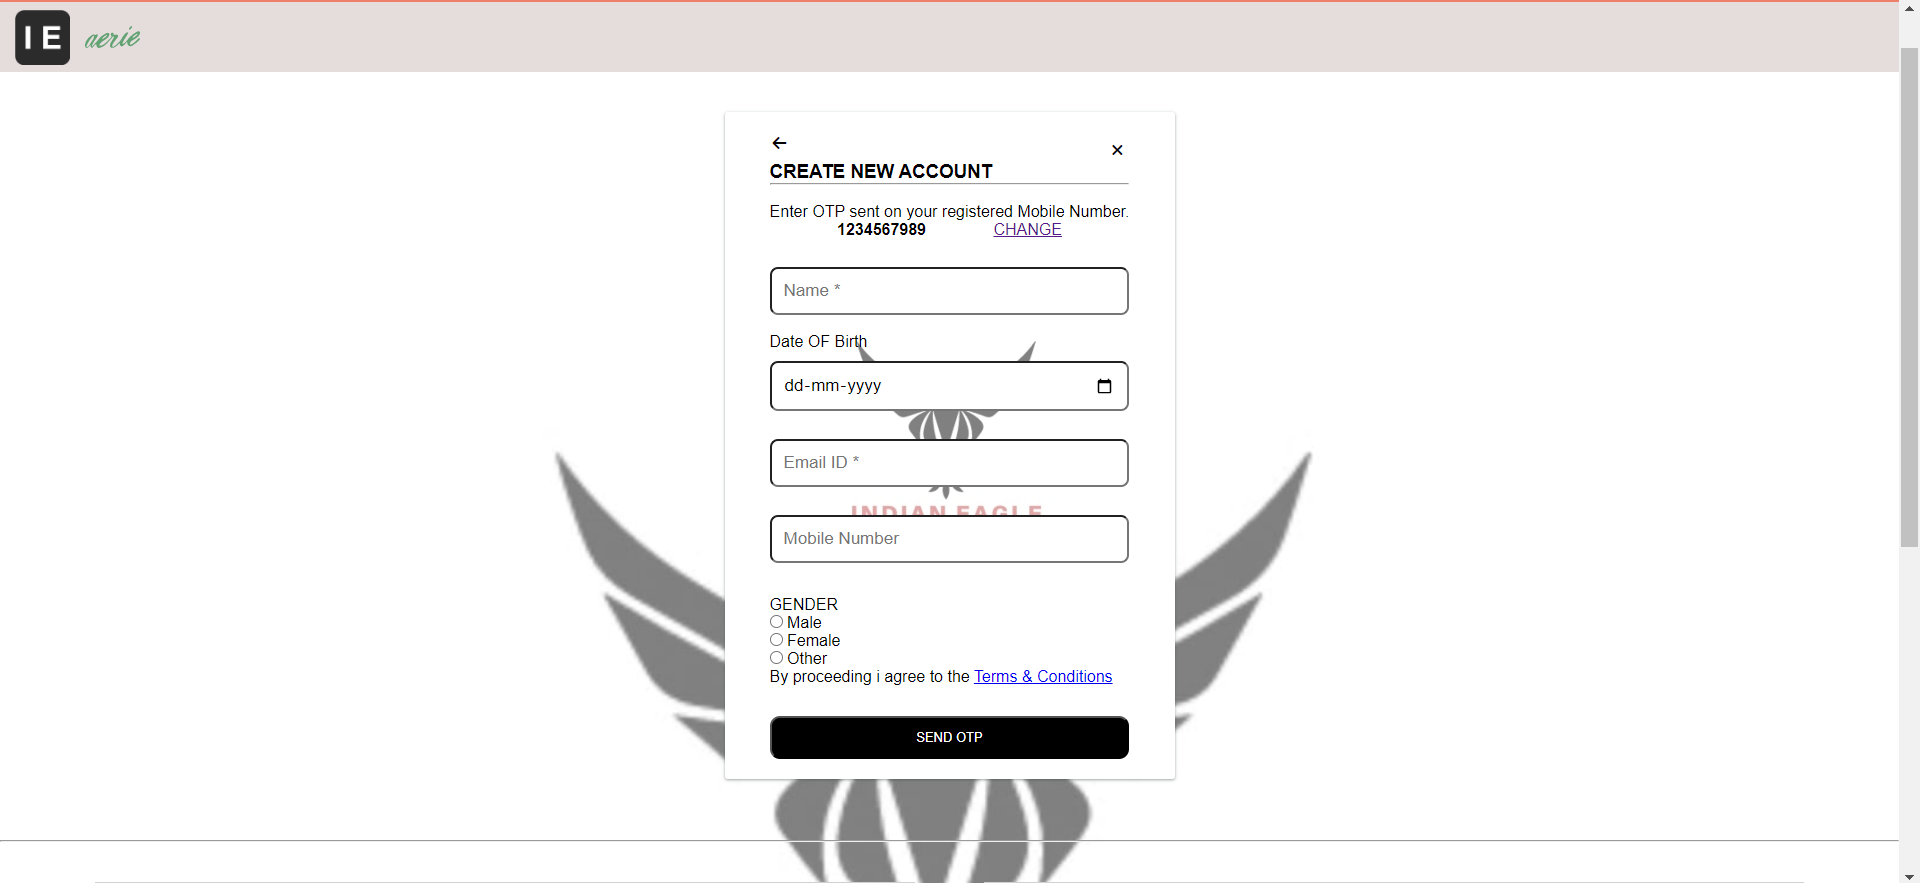 IE aerie
CREATE NEW ACCOUNT
Enter OTP sent on your registered Mobile Number.
1234567989 CHANGE
Name *
Date OF Birth
dd-mm-yyyy
Email ID *
INDIAN EAGLE
Mobile Number
GENDER
Male
Female
Other
By proceeding i agree to the Terms & Conditions
SEND OTP